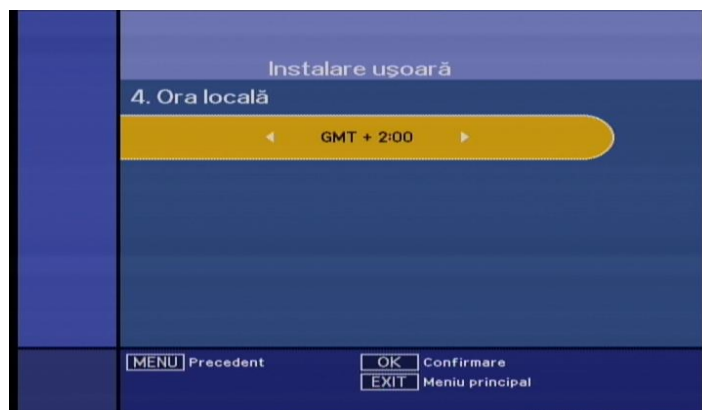 Instalare uşoară
4. Ora locală
GMT + 2:00
MENU Precedent
OK Confirmare
EXIT Meniu principal